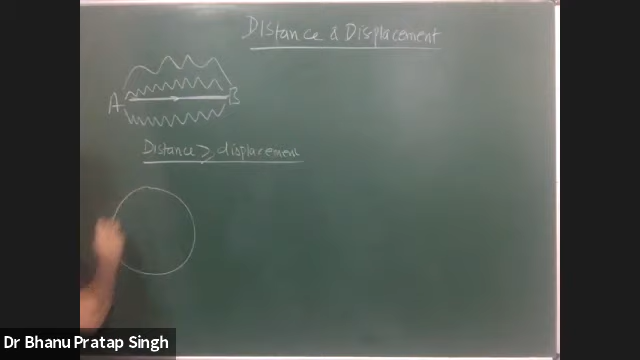 Distance & Displacement
A B
Distance ⩾ displacement
Dr Bhanu Pratap Singh